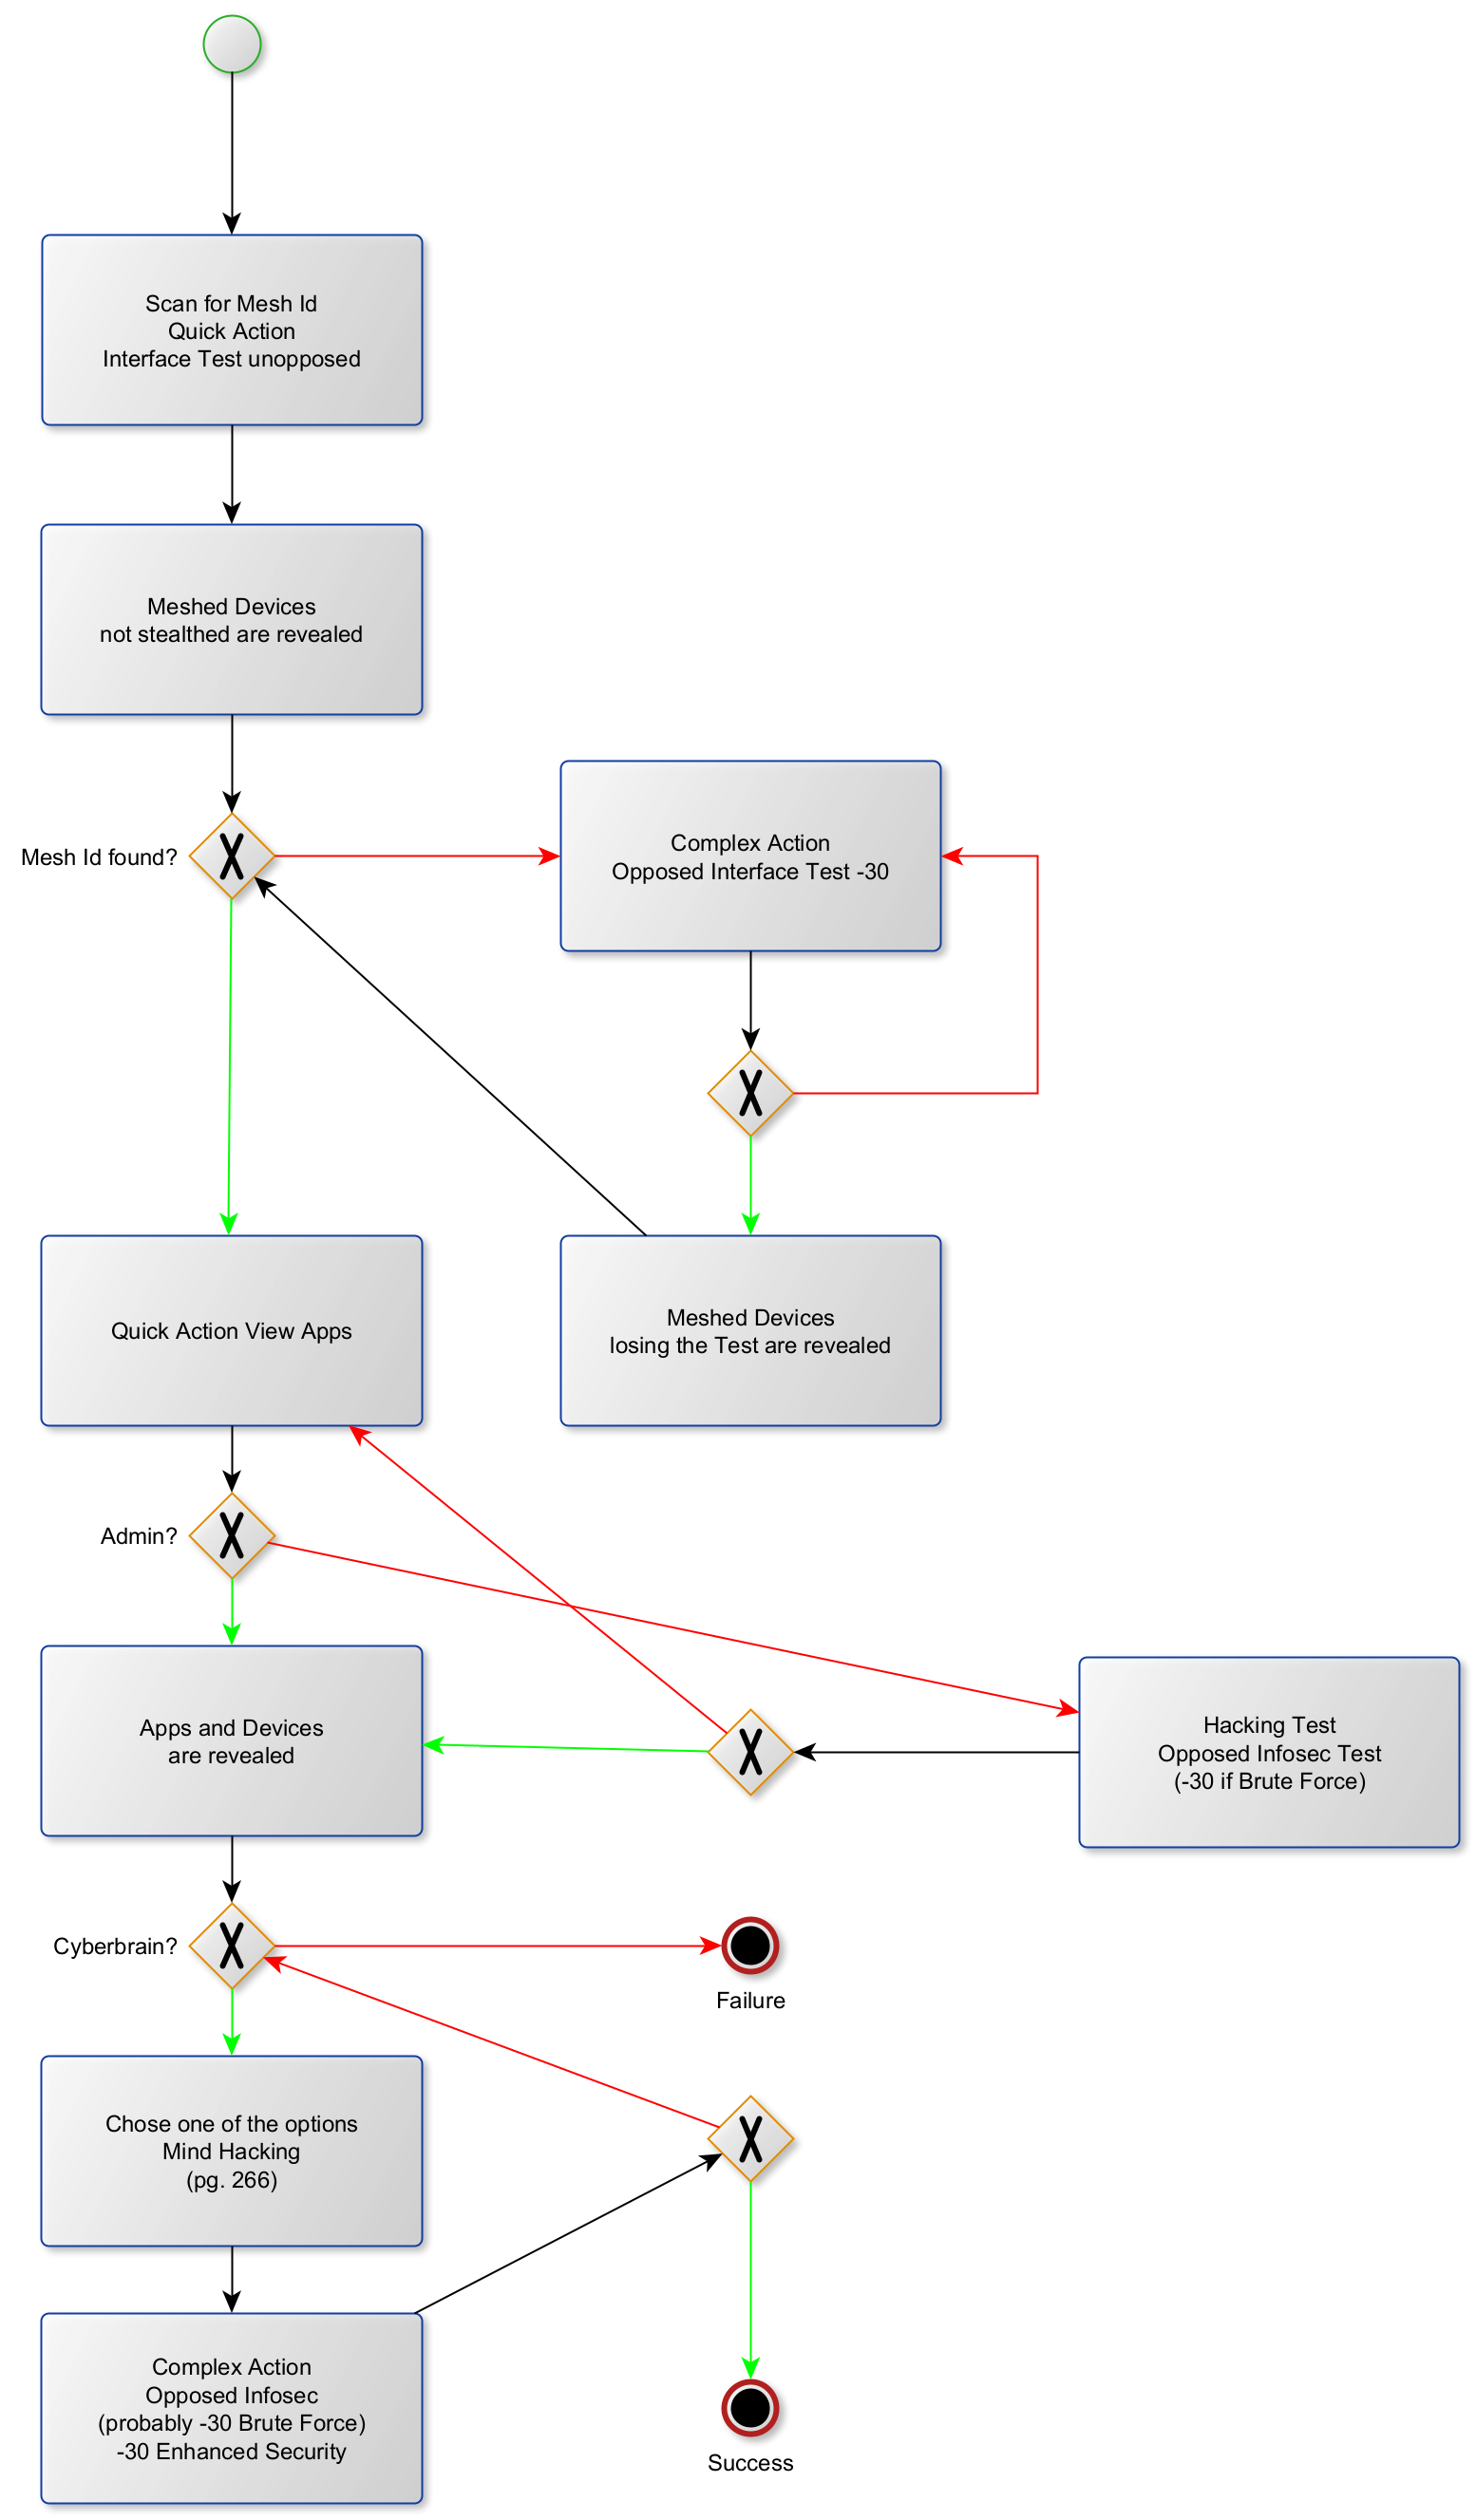 Scan for Mesh Id
Quick Action
Interface Test unopposed
Meshed Devices
not stealthed are revealed
Mesh Id found?
Complex Action
Opposed Interface Test -30
Quick Action View Apps
Meshed Devices
losing the Test are revealed
Admin?
Apps and Devices
are revealed
Hacking Test
Opposed Infosec Test
(-30 if Brute Force)
Cyberbrain?
Failure
Chose one of the options
Mind Hacking
(pg. 266)
Complex Action
Opposed Infosec
(probably -30 Brute Force)
-30 Enhanced Security
Success